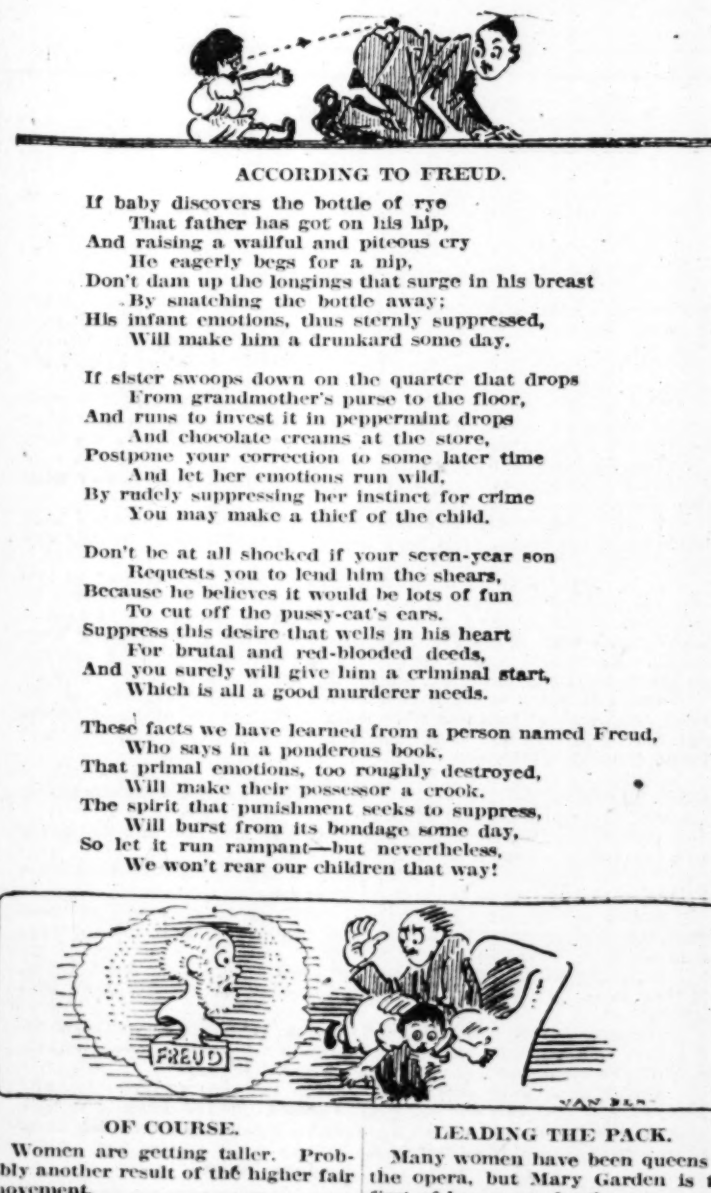 ACCORDING TO FREUD.
If baby discovers the bottle of rye
That father has got on his hip,
And raising a wailful and piteous cry
He eagerly begs for a nip,
Don't dam up the longings that surge in his breast
By snatching the bottle away;
His infant emotions, thus sternly suppressed,
Will make him a drunkard some day.
If sister swoops down on the quarter that drops
From grandmother's purse to the floor,
And runs to invest it in peppermint drops
And chocolate creams at the store,
Postpone your correction to some later time
And let her emotions run wild,
By rudely suppressing her instinct for crime
You may make a thief of the child.
Don't be at all shocked if your seven-year son
Requests you to lend him the shears,
Because he believes it would be lots of fun
To cut off the pussy-cat's ears.
Suppress this desire that wells in his heart
For brutal and red-blooded deeds,
And you surely will give him a criminal start,
Which is all a good murderer needs.
These facts we have learned from a person named Freud,
Who says in a ponderous book,
That primal emotions, too roughly destroyed,
Will make their possessor a crook.
The spirit that punishment seeks to suppress,
Will burst from its bondage some day,
So let it run rampant—but nevertheless,
We won't rear our children that way!
FREUD
VAN
OF COURSE.
Women are getting taller. Prob-
bly another result of the higher fair
LEADING THE PACK.
Many women have been queens
the opera, but Mary Garden is